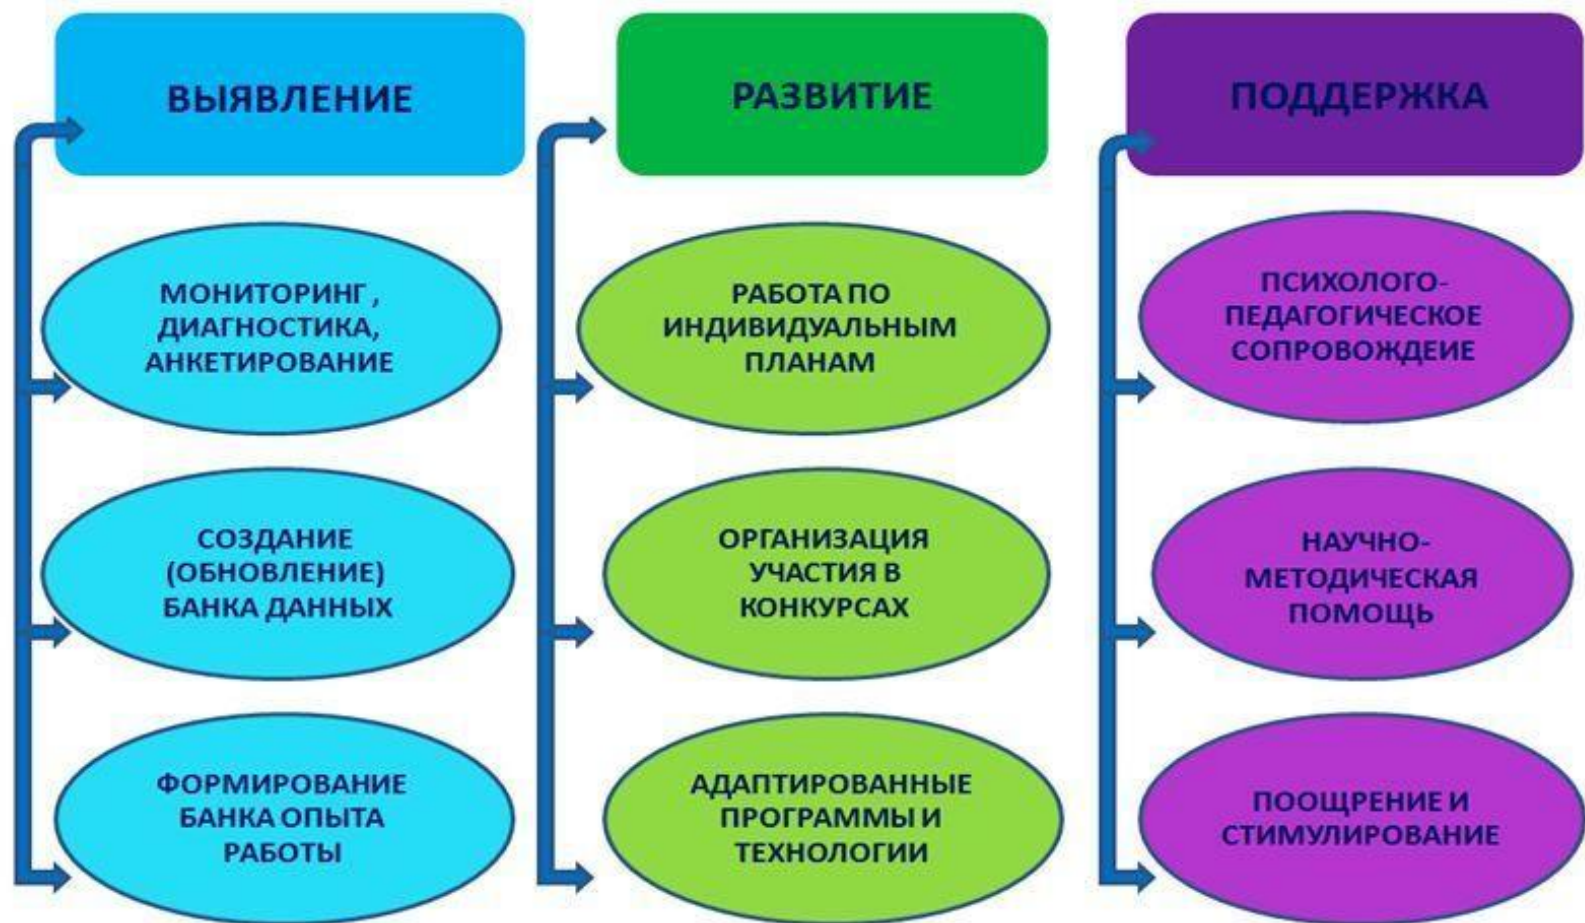 ВЫЯВЛЕНИЕ
МОНИТОРИНГ ,
ДИАГНОСТИКА,
АНКЕТИРОВАНИЕ
СОЗДАНИЕ
(ОБНОВЛЕНИЕ)
БАНКА ДАННЫХ
ФОРМИРОВАНИЕ
БАНКА ОПЫТА
РАБОТЫ
РАЗВИТИЕ
РАБОТА ПО
ИНДИВИДУАЛЬНЫМ
ПЛАНАМ
ОРГАНИЗАЦИЯ
УЧАСТИЯ В
КОНКУРСАХ
АДАПТИРОВАННЫЕ
ПРОГРАММЫ И
ТЕХНОЛОГИИ
ПОДДЕРЖКА
ПСИХОЛОГО-
ПЕДАГОГИЧЕСКОЕ
СОПРОВОЖДЕИЕ
НАУЧНО-
МЕТОДИЧЕСКАЯ
ПОМОЩЬ
ПООЩРЕНИЕ И
СТИМУЛИРОВАНИЕ